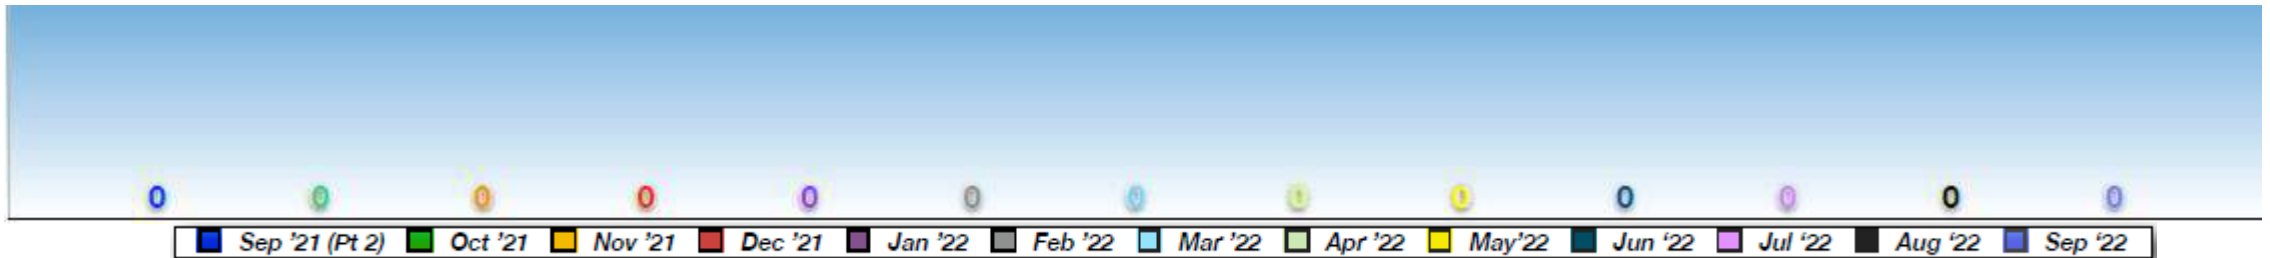 0 0 0 0 0 0 0 0 0 0 0 0 0
Sep '21 (Pt 2) Oct '21 Nov '21 Dec '21 Jan '22 Feb '22 Mar '22 Apr '22 May'22 Jun ‘22 Jul ‘22 Aug ‘22 Sep ‘22